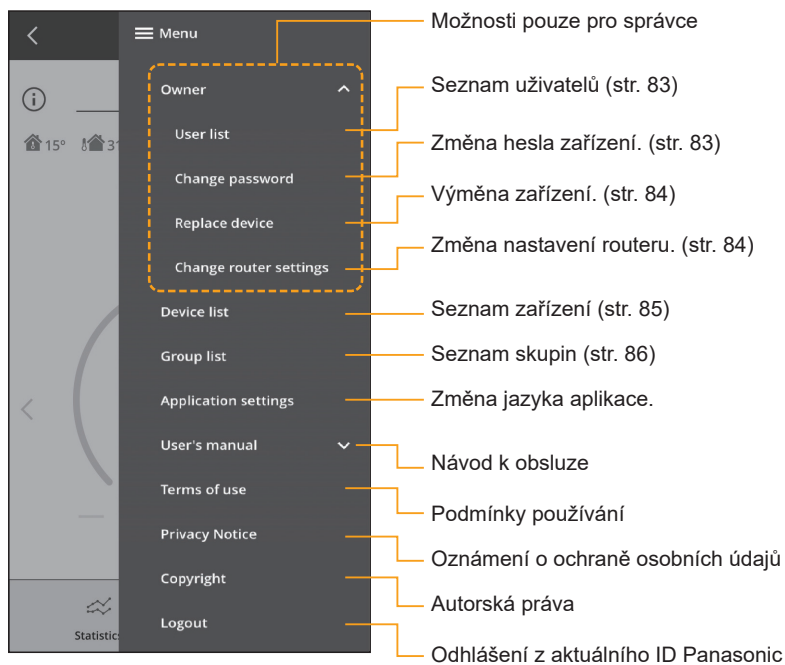 Menu
Možnosti pouze pro správce
Owner
Seznam uživatelů (str. 83)
User list
Změna hesla zařízení. (str. 83)
15°
31
Change password
Výměna zařízení. (str. 84)
Replace device
Změna nastavení routeru. (str. 84)
Change router settings
Device list
Seznam zařízení (str. 85)
Group list
Seznam skupin (str. 86)
Application settings
Změna jazyka aplikace.
User's manual
Návod k obsluze
Terms of use
Podmínky používání
Privacy Notice
Oznámení o ochraně osobních údajů
Copyright
Autorská práva
Logout
Statistics
Odhlášení z aktuálního ID Panasonic